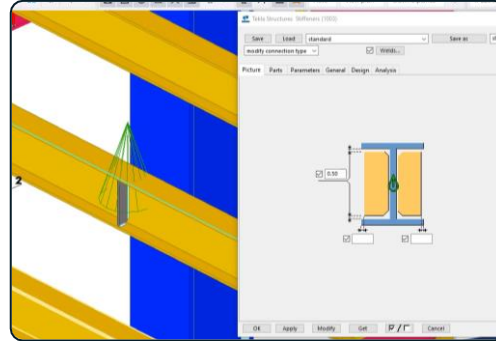 Tekla Structures Stiffeners (1003)
Save Load standard Save as
modify connection type Welds...
Picture Parts Parameters General Design Analysis
0.50
2
OK Apply Modify Get Cancel